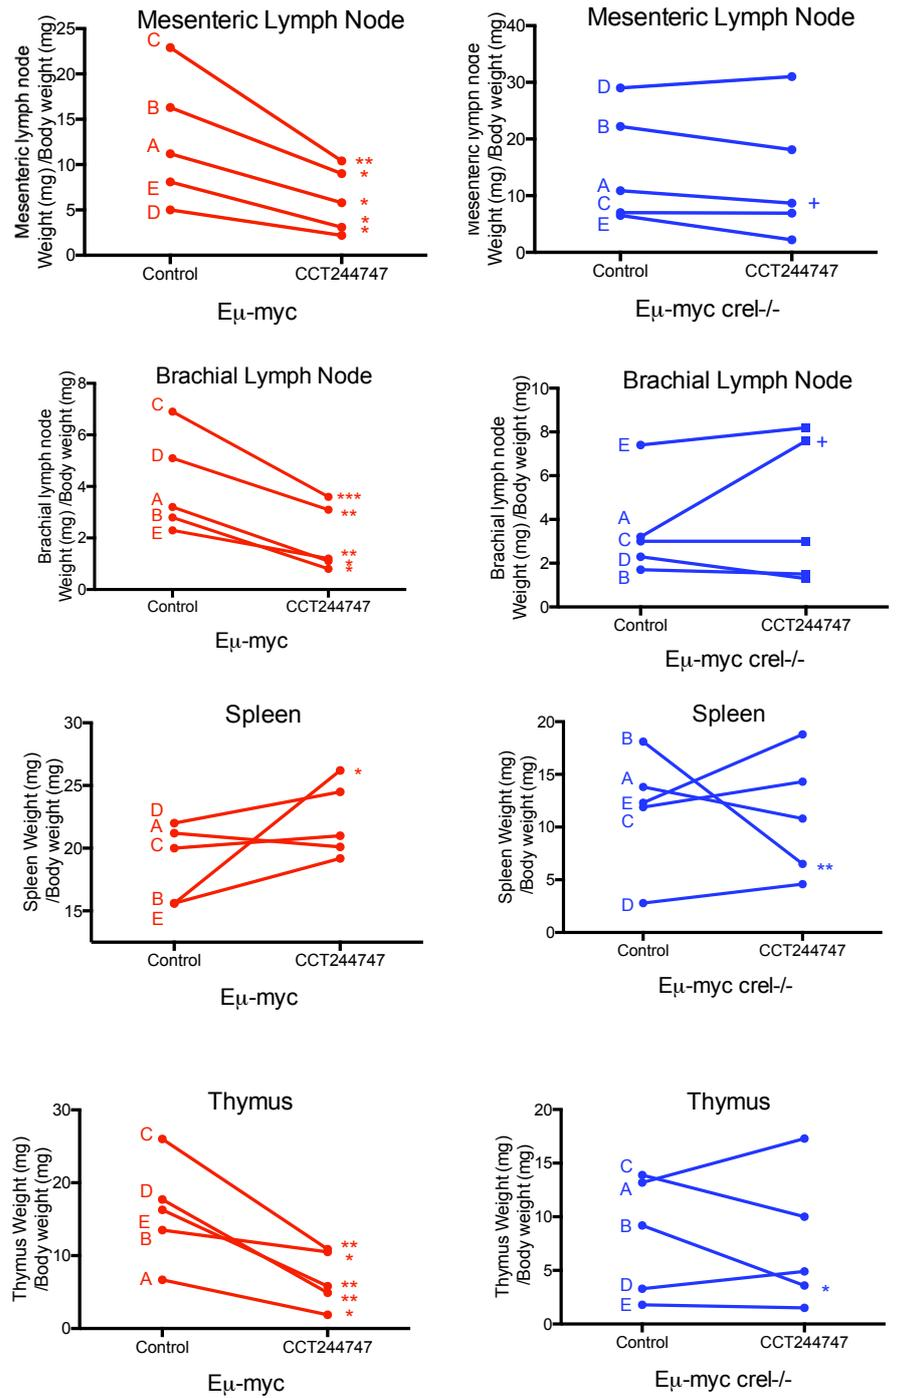 Mesenteric Lymph Node
Mesenteric lymph node
Weight (mg) /Body weight (mg)
25
20
15
10
5
0
C
B
A
E
D
**
*
*
*
*
Control CCT244747
Eμ-myc
Mesenteric Lymph Node
Mesenteric lympn node
Weight (mg) /Body weight (mg)
40
30
20
10
0
D
B
A
C
E
+
Control CCT244747
Eμ-myc crel-/-
Brachial Lymph Node
Brachial lymph node
Weight (mg) /Body weight (mg)
8
6
4
2
0
C
D
A
B
E
***
**
**
*
*
Control CCT244747
Eμ-myc
Brachial Lymph Node
Brachial lymph node
Weight (mg) /Body weight (mg)
10
8
6
4
2
0
E
A
C
D
B
+
Control CCT244747
Eμ-myc crel-/-
Spleen
Spleen Weight (mg)
/Body weight (mg)
30
25
20
15
D
A
C
B
E
*
Control CCT244747
Eμ-myc
Spleen
Spleen Weight (mg)
/Body weight (mg)
20
15
10
5
0
B
A
E
C
D
**
Control CCT244747
Eμ-myc crel-/-
Thymus
Thymus Weight (mg)
/Body weight (mg)
30
20
10
0
C
D
E
B
A
**
*
**
**
*
Control CCT244747
Eμ-myc
Thymus
Thymus Weight (mg)
/Body weight (mg)
20
15
10
5
0
C
A
B
D
E
*
Control CCT244747
Eμ-myc crel-/-